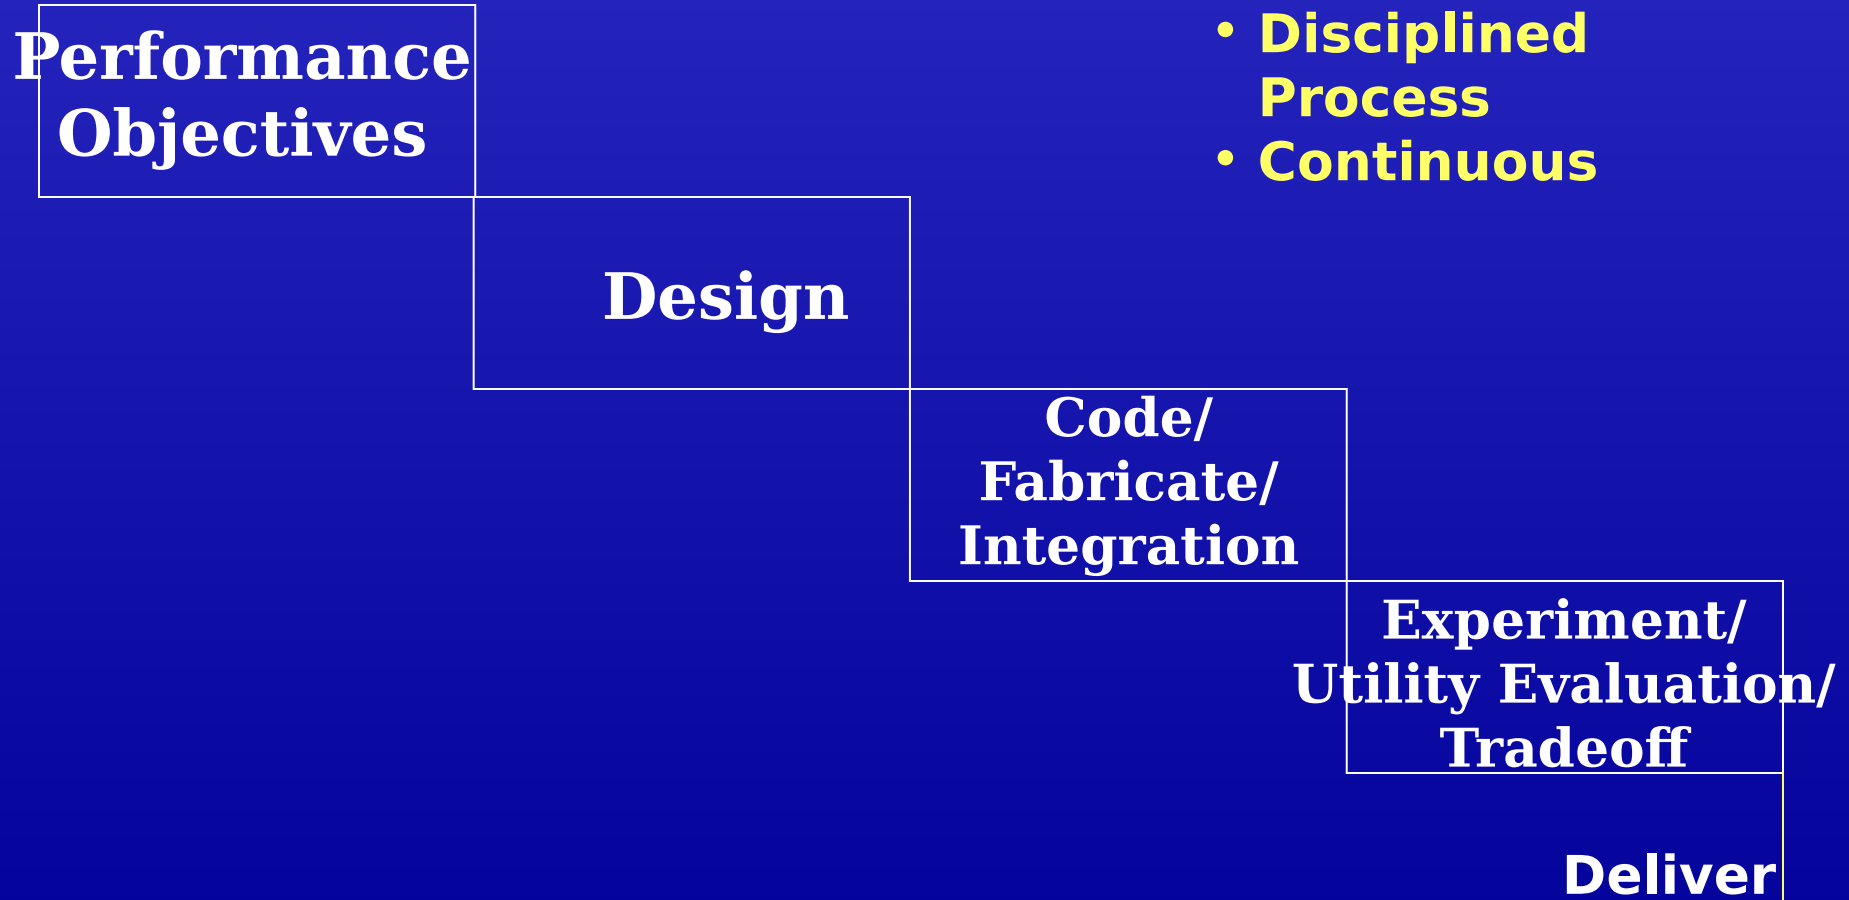 Performance
Objectives
• Disciplined
Process
• Continuous
Design
Code/
Fabricate/
Integration
Experiment/
Utility Evaluation/
Tradeoff
Deliver